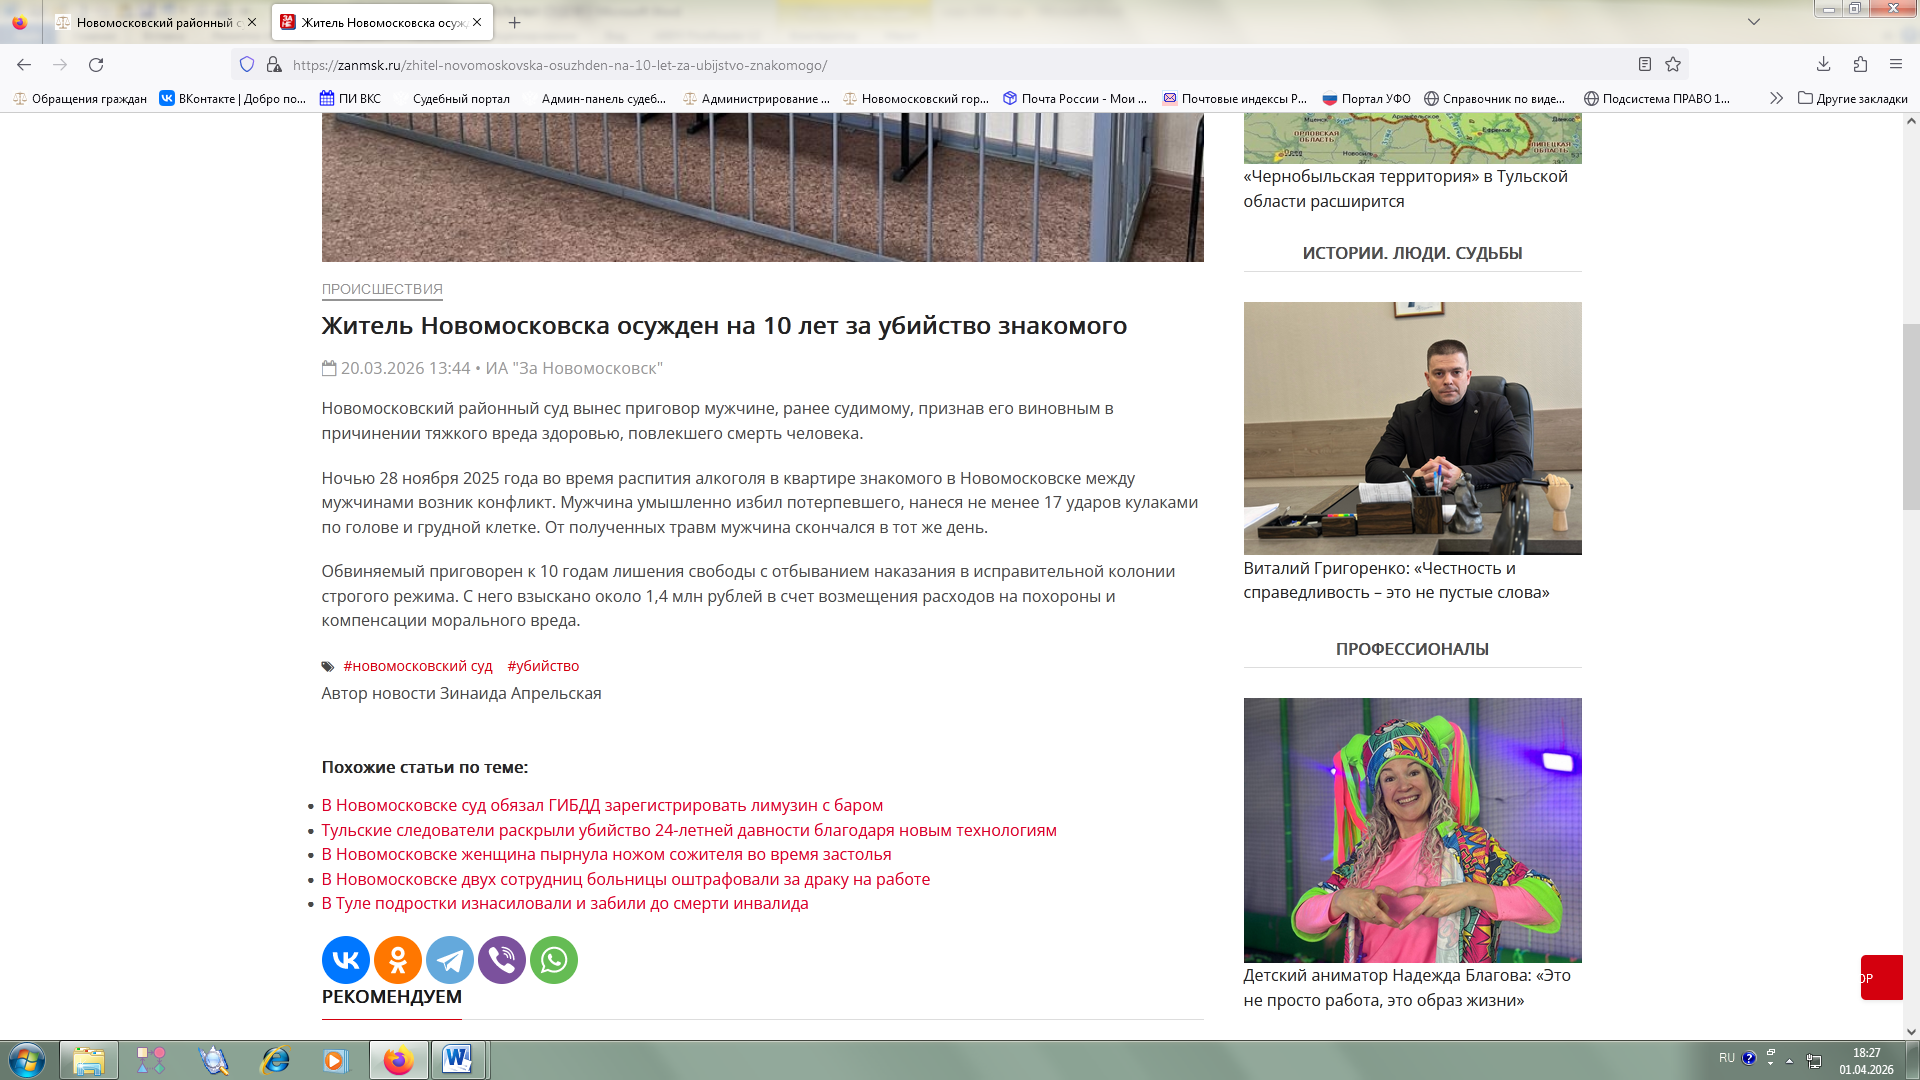 Новомосковский районный с
Житель Новомосковска осужд
https://zanmsk.ru/zhitel-novomoskovska-osuzhden-na-10-let-za-ubijstvo-znakomogo/
Обращения граждан
ВКонтакте | Добро по...
ПИ ВКС
Судебный портал
Админ-панель судеб...
Администрирование ...
Новомосковский гор...
Почта России - Мои ...
Почтовые индексы Р...
Портал УФО
Справочник по виде...
Подсистема ПРАВО 1...
Другие закладки
ОРЛОВСКАЯ
ОБЛАСТЬ
ЛИПЕЦКАЯ
ОБЛАСТЬ
Ефремов
«Чернобыльская территория» в Тульской
области расширится
ИСТОРИИ. ЛЮДИ. СУДЬБЫ
ПРОИСШЕСТВИЯ
Житель Новомосковска осужден на 10 лет за убийство знакомого
20.03.2026 13:44 • ИА "За Новомосковск"
Новомосковский районный суд вынес приговор мужчине, ранее судимому, признав его виновным в
причинении тяжкого вреда здоровью, повлекшего смерть человека.
Ночью 28 ноября 2025 года во время распития алкоголя в квартире знакомого в Новомосковске между
мужчинами возник конфликт. Мужчина умышленно избил потерпевшего, нанеся не менее 17 ударов кулаками
по голове и грудной клетке. От полученных травм мужчина скончался в тот же день.
Обвиняемый приговорен к 10 годам лишения свободы с отбыванием наказания в исправительной колонии
строгого режима. С него взыскано около 1,4 млн рублей в счет возмещения расходов на похороны и
компенсации морального вреда.
#новомосковский суд #убийство
Автор новости Зинаида Апрельская
Похожие статьи по теме:
В Новомосковске суд обязал ГИБДД зарегистрировать лимузин с баром
Тульские следователи раскрыли убийство 24-летней давности благодаря новым технологиям
В Новомосковске женщина пырнула ножом сожителя во время застолья
В Новомосковске двух сотрудниц больницы оштрафовали за драку на работе
В Туле подростки изнасиловали и забили до смерти инвалида
РЕКОМЕНДУЕМ
Виталий Григоренко: «Честность и
справедливость – это не пустые слова»
ПРОФЕССИОНАЛЫ
Детский аниматор Надежда Благова: «Это
не просто работа, это образ жизни»
ОР
RU
18:27
01.04.2026